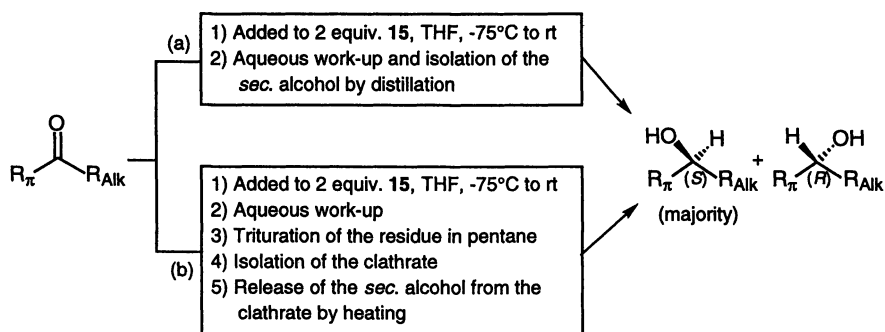 (a)
1) Added to 2 equiv. 15, THF, -75°C to rt
2) Aqueous work-up and isolation of the
sec. alcohol by distillation
O
Rπ RAlk
HO H
Rπ (S) RAlk
(majority)
+
H OH
Rπ (R) RAlk
(b)
1) Added to 2 equiv. 15, THF, -75°C to rt
2) Aqueous work-up
3) Trituration of the residue in pentane
4) Isolation of the clathrate
5) Release of the sec. alcohol from the
clathrate by heating